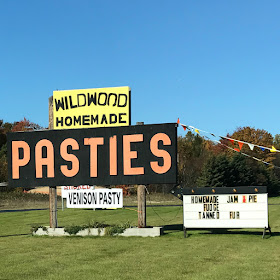 WILDWOOD
HOMEMADE
PASTIES
VENISON PASTY
HOMEMADE JAM & PIE
FUDGE
TANNED FUR